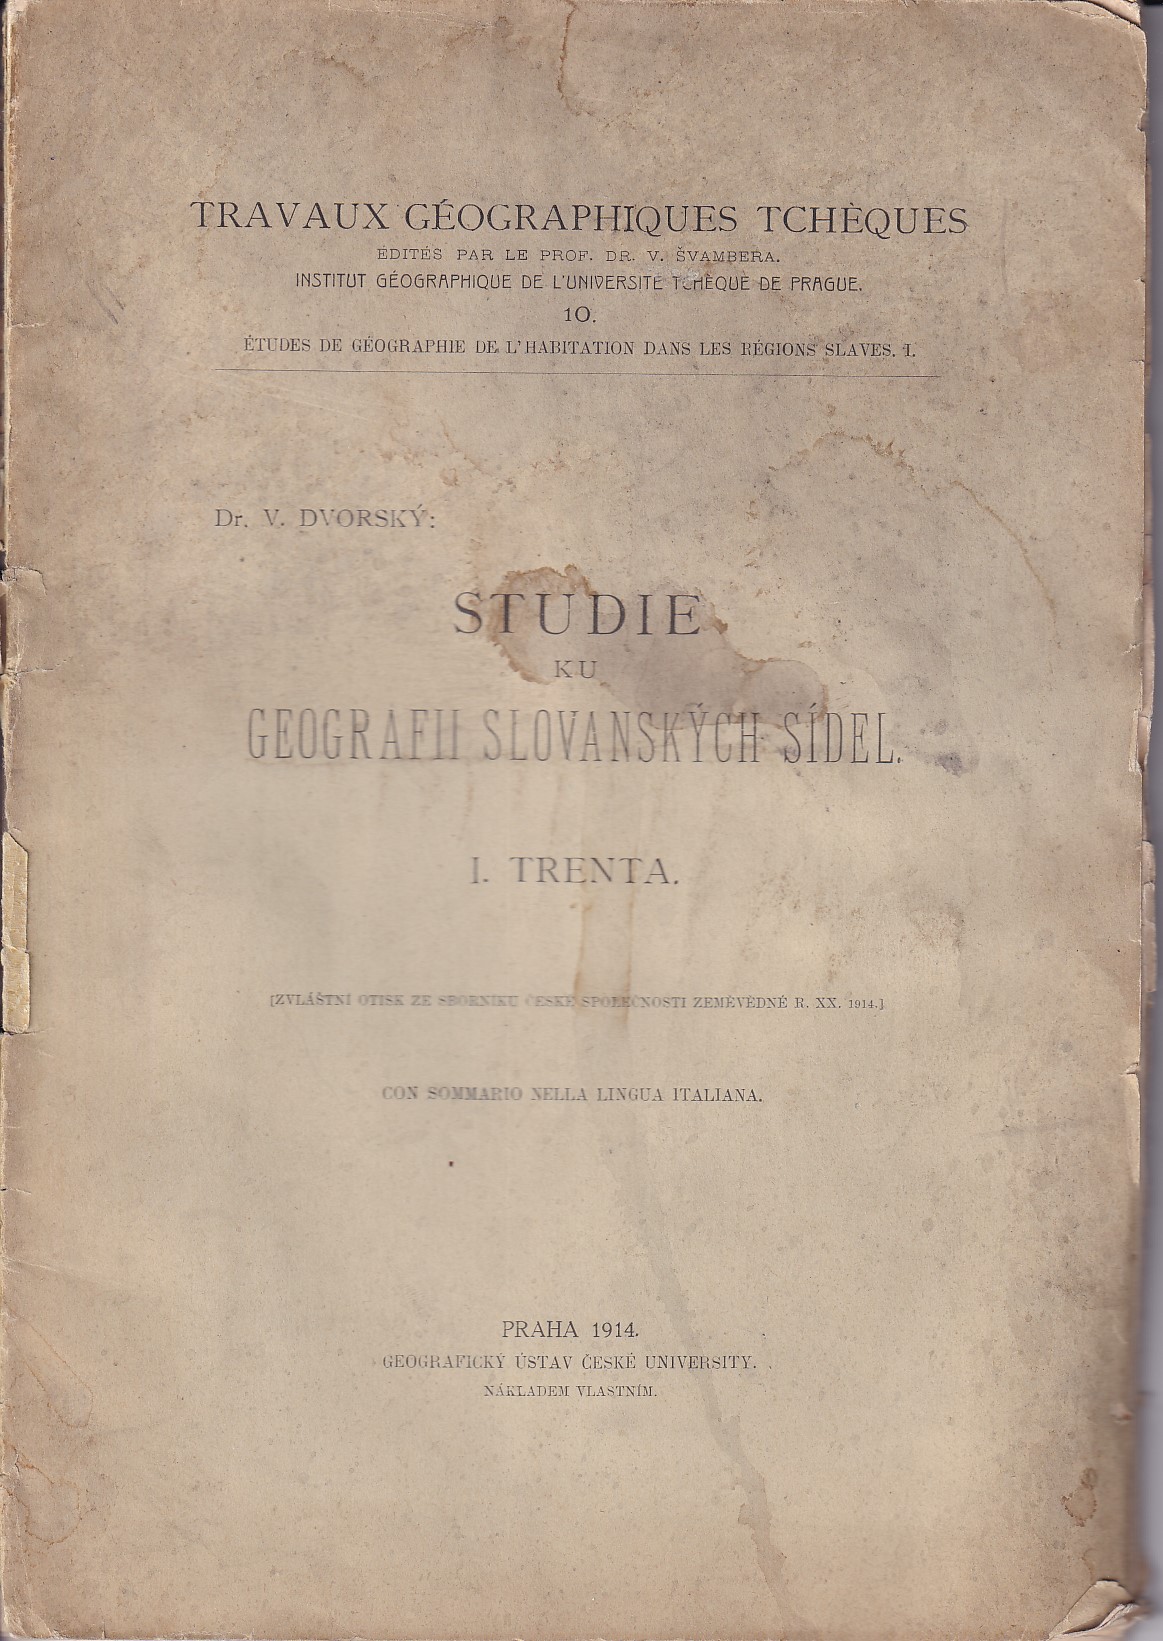 TRAVAUX GÉOGRAPHIQUES TCHÈQUES
ÉDITÉS PAR LE PROF. DR. V. ŠVAMBERA.
INSTITUT GÉOGRAPHIQUE DE L'UNIVERSITÉ TCHÈQUE DE PRAGUE.
10.
ÉTUDES DE GÉOGRAPHIE DE L'HABITATION DANS LES RÉGIONS SLAVES. I.
Dr. V. DVORSKÝ:
STUDIE
KU
GEOGRAFII SLOVANSKÝCH SÍDEL.
I. TRENTA.
[ZVLÁŠTNÍ OTISK ZE SBORNÍKU ČESKÉ SPOLEČNOSTI ZEMĚVĚDNÉ R. XX. 1914.]
CON SOMMARIO NELLA LINGUA ITALIANA.
PRAHA 1914.
GEOGRAFICKÝ ÚSTAV ČESKÉ UNIVERSITY.
NÁKLADEM VLASTNÍM.